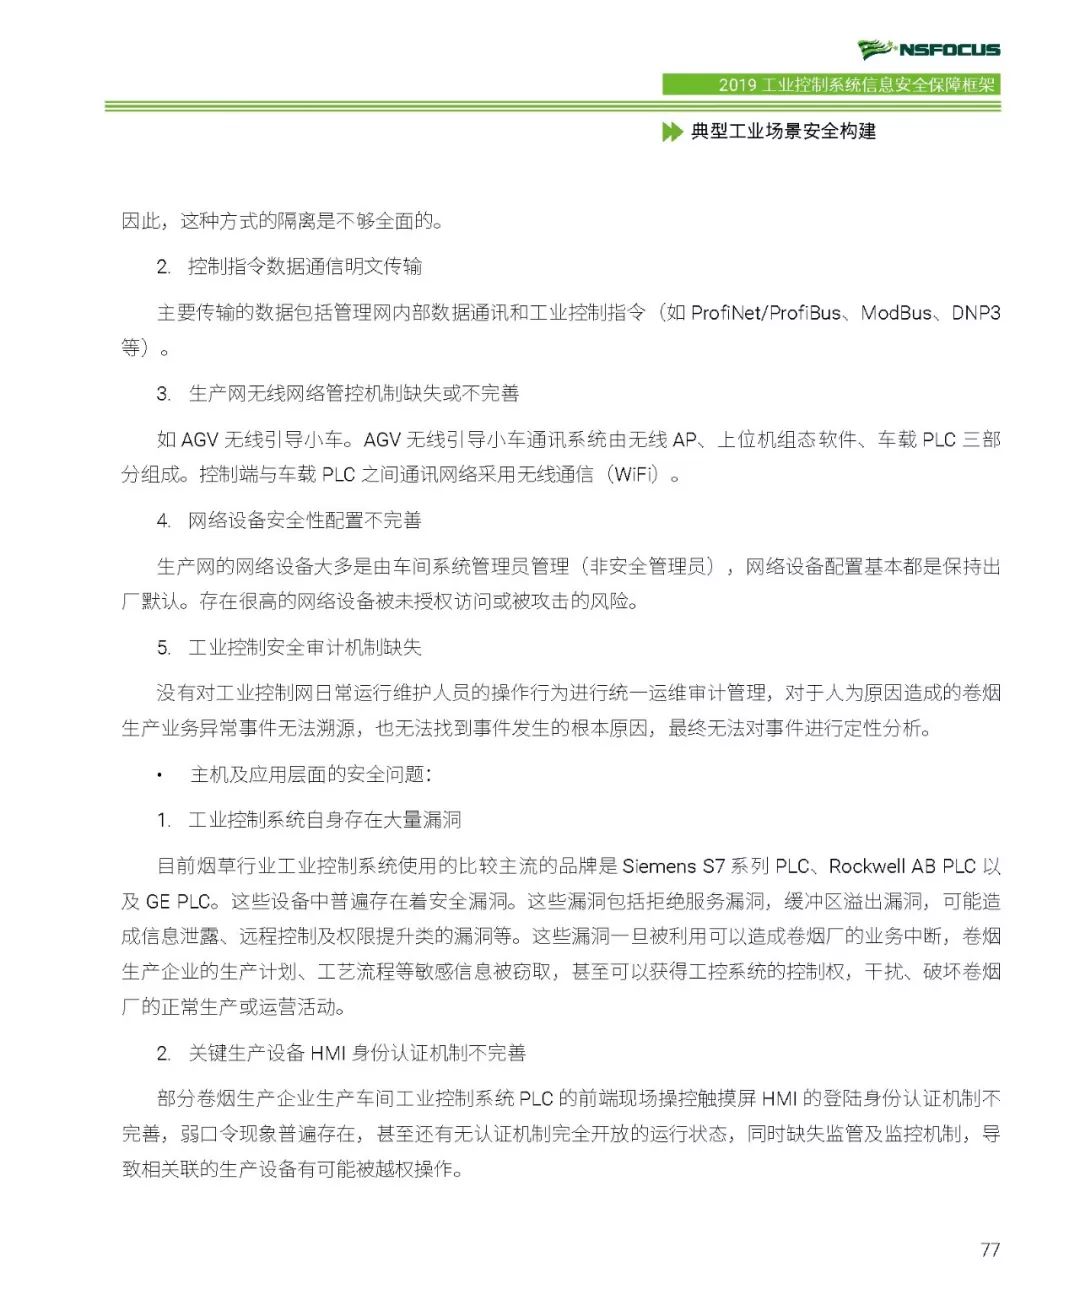 NSFOCUS
2019 工业控制系统信息安全保障框架
典型工业场景安全构建
因此，这种方式的隔离是不够全面的。
2. 控制指令数据通信明文传输
主要传输的数据包括管理网内部数据通讯和工业控制指令（如 ProfiNet/ProfiBus、ModBus、DNP3
等）。
3. 生产网无线网络管控机制缺失或不完善
如 AGV 无线引导小车。AGV 无线引导小车通讯系统由无线 AP、上位机组态软件、车载 PLC 三部
分组成。控制端与车载 PLC 之间通讯网络采用无线通信（WiFi）。
4. 网络设备安全性配置不完善
生产网的网络设备大多是由车间系统管理员管理（非安全管理员），网络设备配置基本都是保持出
厂默认。存在很高的网络设备被未授权访问或被攻击的风险。
5. 工业控制安全审计机制缺失
没有对工业控制网日常运行维护人员的操作行为进行统一运维审计管理，对于人为原因造成的卷烟
生产业务异常事件无法溯源，也无法找到事件发生的根本原因，最终无法对事件进行定性分析。
• 主机及应用层面的安全问题：
1. 工业控制系统自身存在大量漏洞
目前烟草行业工业控制系统使用的比较主流的品牌是 Siemens S7 系列 PLC、Rockwell AB PLC 以
及 GE PLC。这些设备中普遍存在着安全漏洞。这些漏洞包括拒绝服务漏洞，缓冲区溢出漏洞，可能造
成信息泄露、远程控制及权限提升类的漏洞等。这些漏洞一旦被利用可以造成卷烟厂的业务中断，卷烟
生产企业的生产计划、工艺流程等敏感信息被窃取，甚至可以获得工控系统的控制权，干扰、破坏卷烟
厂的正常生产或运营活动。
2. 关键生产设备 HMI 身份认证机制不完善
部分卷烟生产企业生产车间工业控制系统 PLC 的前端现场操控触摸屏 HMI 的登陆身份认证机制不
完善，弱口令现象普遍存在，甚至还有无认证机制完全开放的运行状态，同时缺失监管及监控机制，导
致相关联的生产设备有可能被越权操作。
77